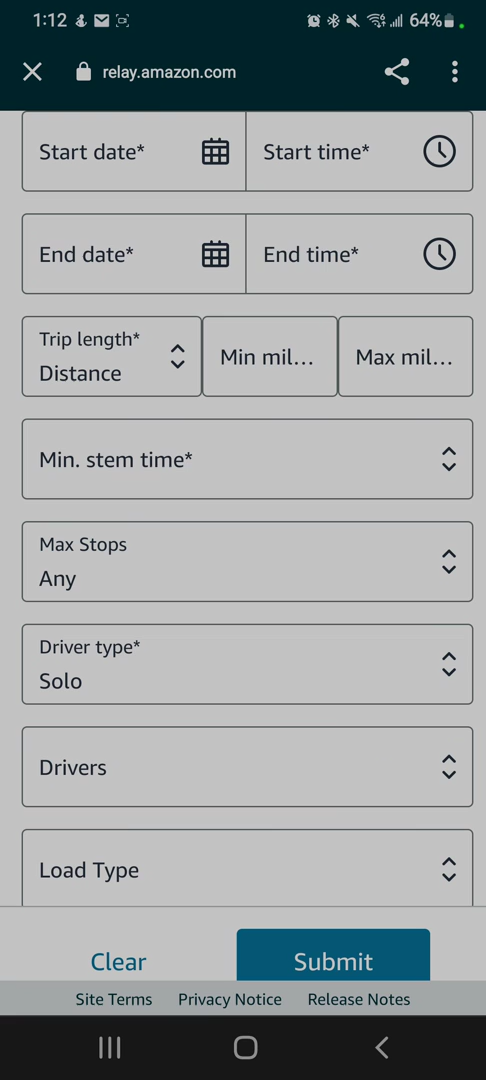 1:12 64%
relay.amazon.com
Start date* Start time*
End date* End time*
Trip length*
Distance Min mil... Max mil...
Min. stem time*
Max Stops
Any
Driver type*
Solo
Drivers
Load Type
Clear Submit
Site Terms Privacy Notice Release Notes